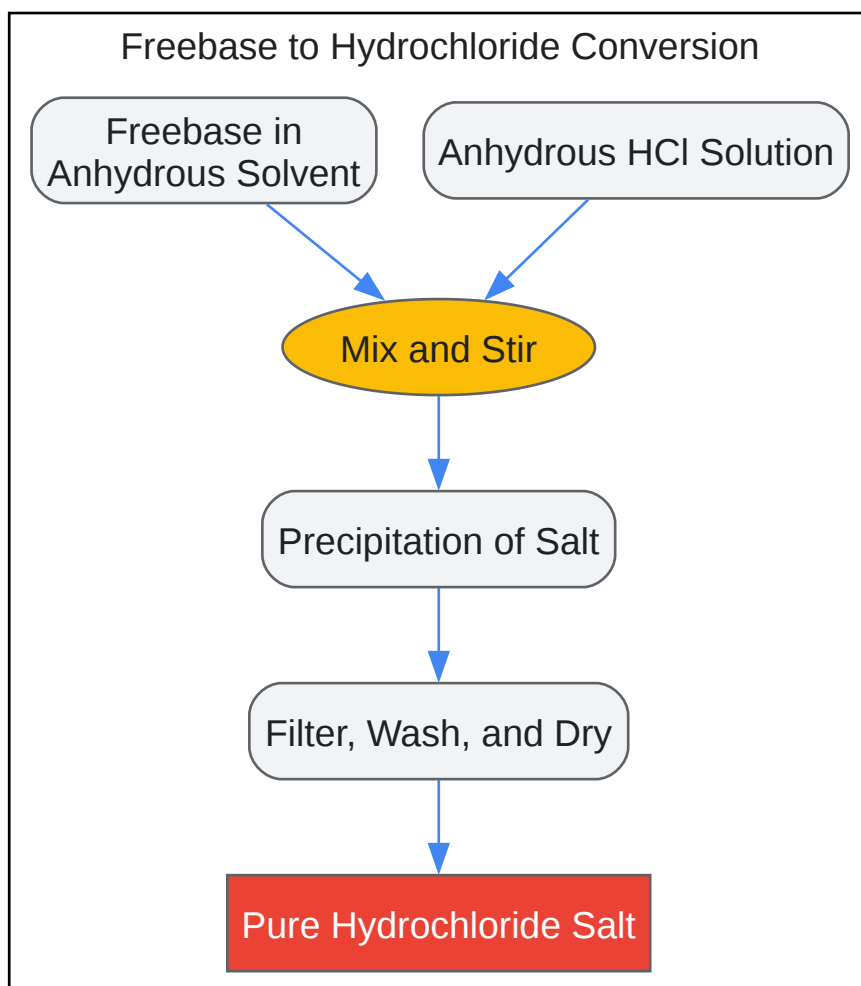 Freebase to Hydrochloride Conversion
Freebase in
Anhydrous Solvent
Anhydrous HCl Solution
Mix and Stir
Precipitation of Salt
Filter, Wash, and Dry
Pure Hydrochloride Salt